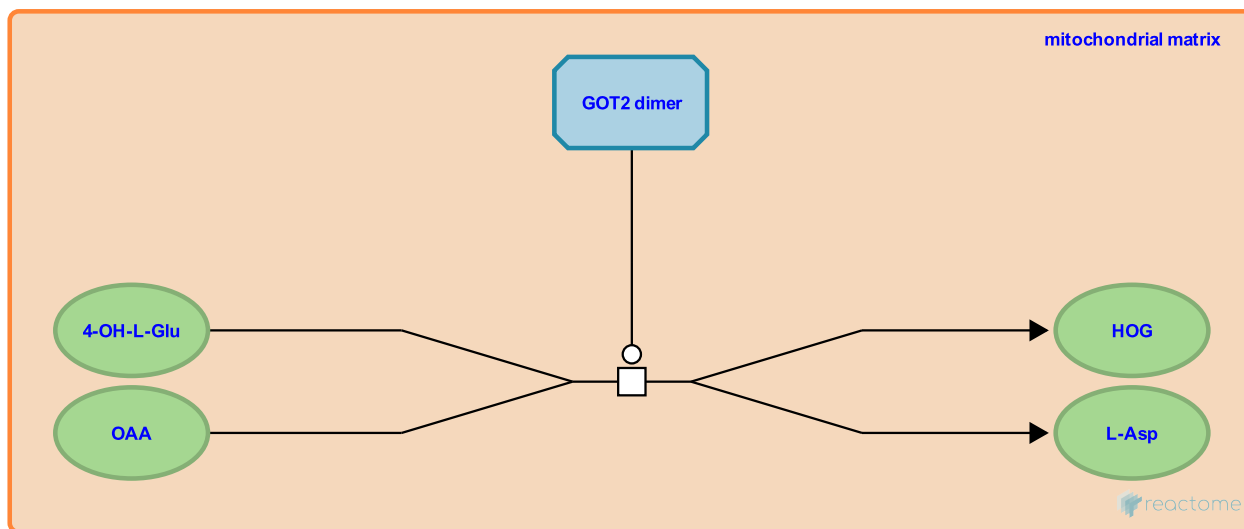 mitochondrial matrix
GOT2 dimer
4-OH-L-Glu
HOG
OAA
L-Asp
reactome